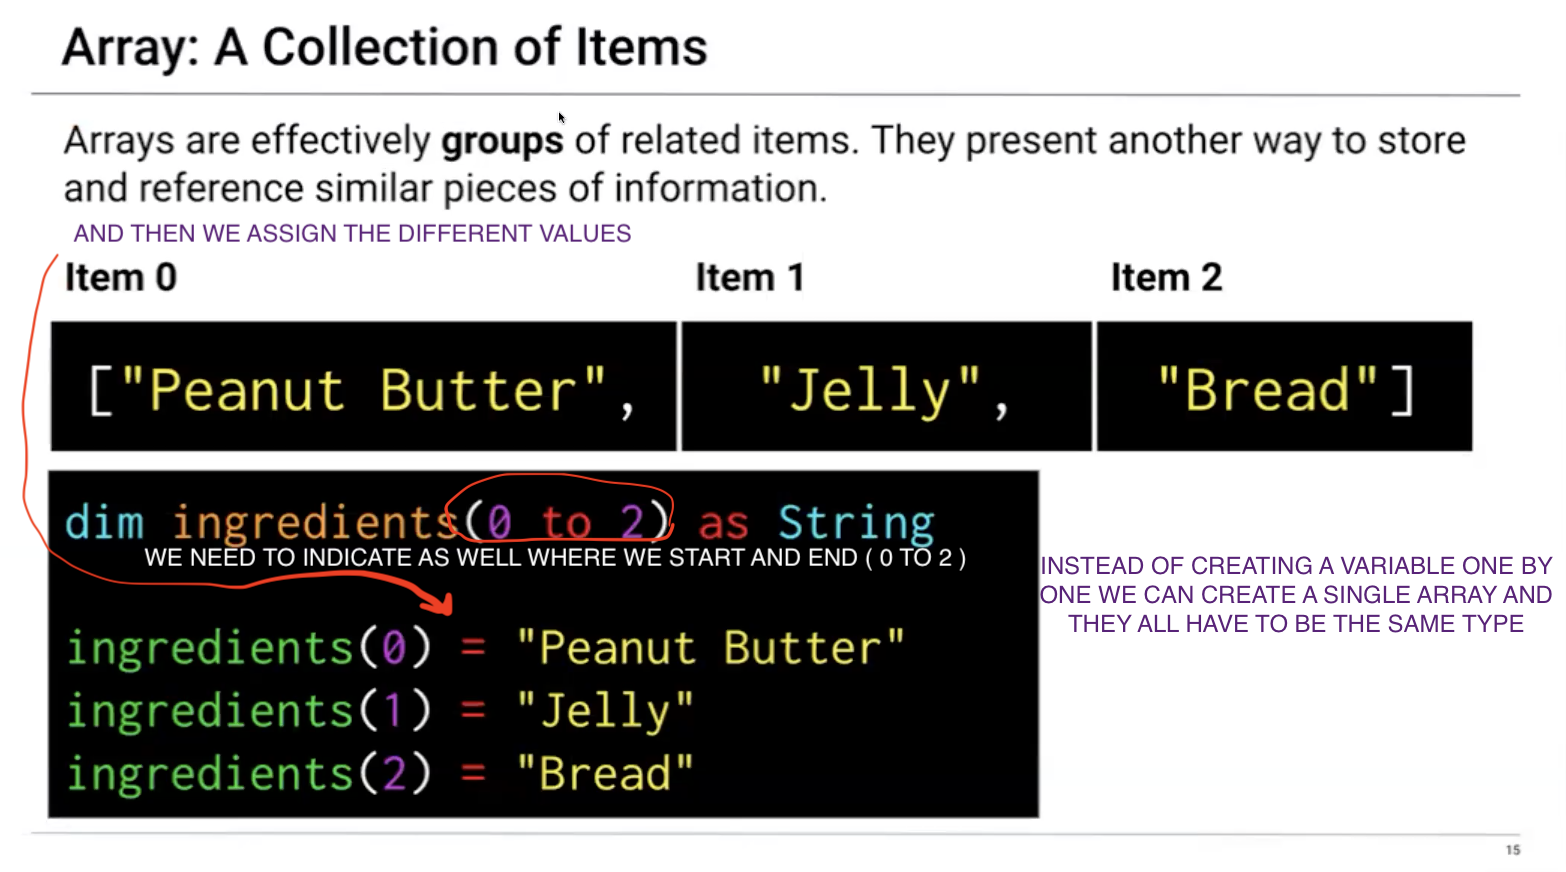 Array: A Collection of Items
Arrays are effectively groups of related items. They present another way to store
and reference similar pieces of information.
AND THEN WE ASSIGN THE DIFFERENT VALUES
Item 0 Item 1 Item 2
["Peanut Butter", "Jelly", "Bread"]
dim ingredients(0 to 2) as String
WE NEED TO INDICATE AS WELL WHERE WE START AND END ( 0 TO 2 )
ingredients(0) = "Peanut Butter"
ingredients(1) = "Jelly"
ingredients(2) = "Bread"
INSTEAD OF CREATING A VARIABLE ONE BY
ONE WE CAN CREATE A SINGLE ARRAY AND
THEY ALL HAVE TO BE THE SAME TYPE
15